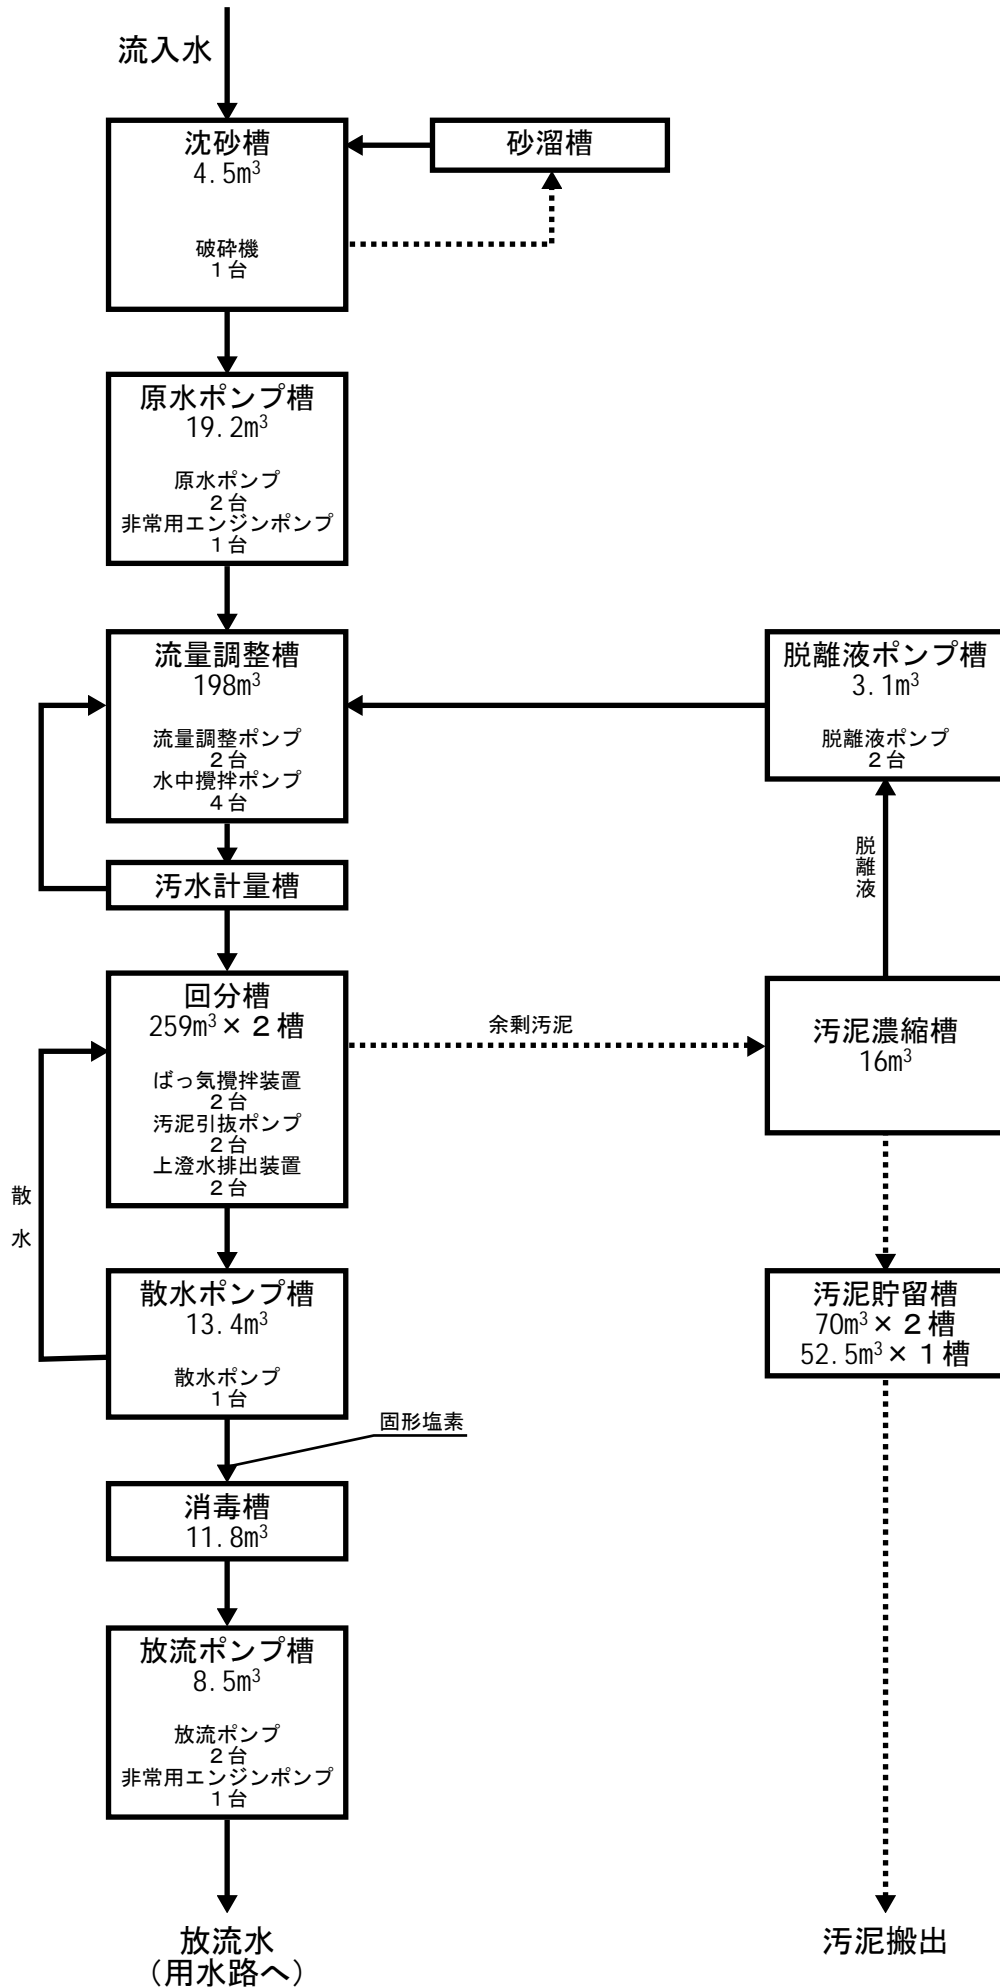 流入水
沈砂槽
4.5m³
破砕機
1台
砂溜槽
原水ポンプ槽
19.2m³
原水ポンプ
2台
非常用エンジンポンプ
1台
流量調整槽
198m³
流量調整ポンプ
2台
水中攪拌ポンプ
4台
脱離液ポンプ槽
3.1m³
脱離液ポンプ
2台
汚水計量槽
脱離液
回分槽
259m³×2槽
ばっ気攪拌装置
2台
汚泥引抜ポンプ
2台
上澄水排出装置
2台
余剰汚泥
汚泥濃縮槽
16m³
散水
散水ポンプ槽
13.4m³
散水ポンプ
1台
汚泥貯留槽
70m³×2槽
52.5m³×1槽
固形塩素
消毒槽
11.8m³
放流ポンプ槽
8.5m³
放流ポンプ
2台
非常用エンジンポンプ
1台
放流水
（用水路へ）
汚泥搬出